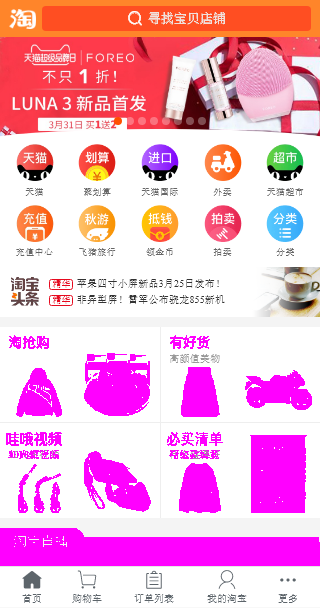 淘
寻找宝贝店铺
天猫超级品牌日 FOREO
不只1折！
LUNA 3 新品首发
3月31日 买1送2
天猫 划算 进口 超市
天猫 聚划算 天猫国际 外卖 天猫超市
充值 秋游 抵钱 拍卖 分类
充值中心 飞猪旅行 领金币 拍卖 分类
淘宝头条
精华 苹果四寸小屏新品3月25日发布！
精华 非异型屏！雷军公布骁龙855新机
淘抢购 有好货
高颜值美物
哇哦视频 必买清单
首页 购物车 订单列表 我的淘宝 更多